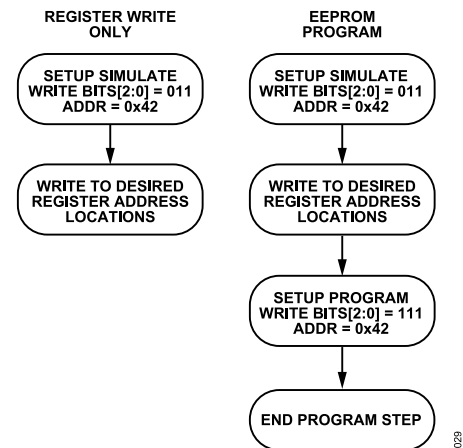 REGISTER WRITE
ONLY
SETUP SIMULATE
WRITE BITS[2:0] = 011
ADDR = 0x42
WRITE TO DESIRED
REGISTER ADDRESS
LOCATIONS
EEPROM
PROGRAM
SETUP SIMULATE
WRITE BITS[2:0] = 011
ADDR = 0x42
WRITE TO DESIRED
REGISTER ADDRESS
LOCATIONS
SETUP PROGRAM
WRITE BITS[2:0] = 111
ADDR = 0x42
END PROGRAM STEP
029